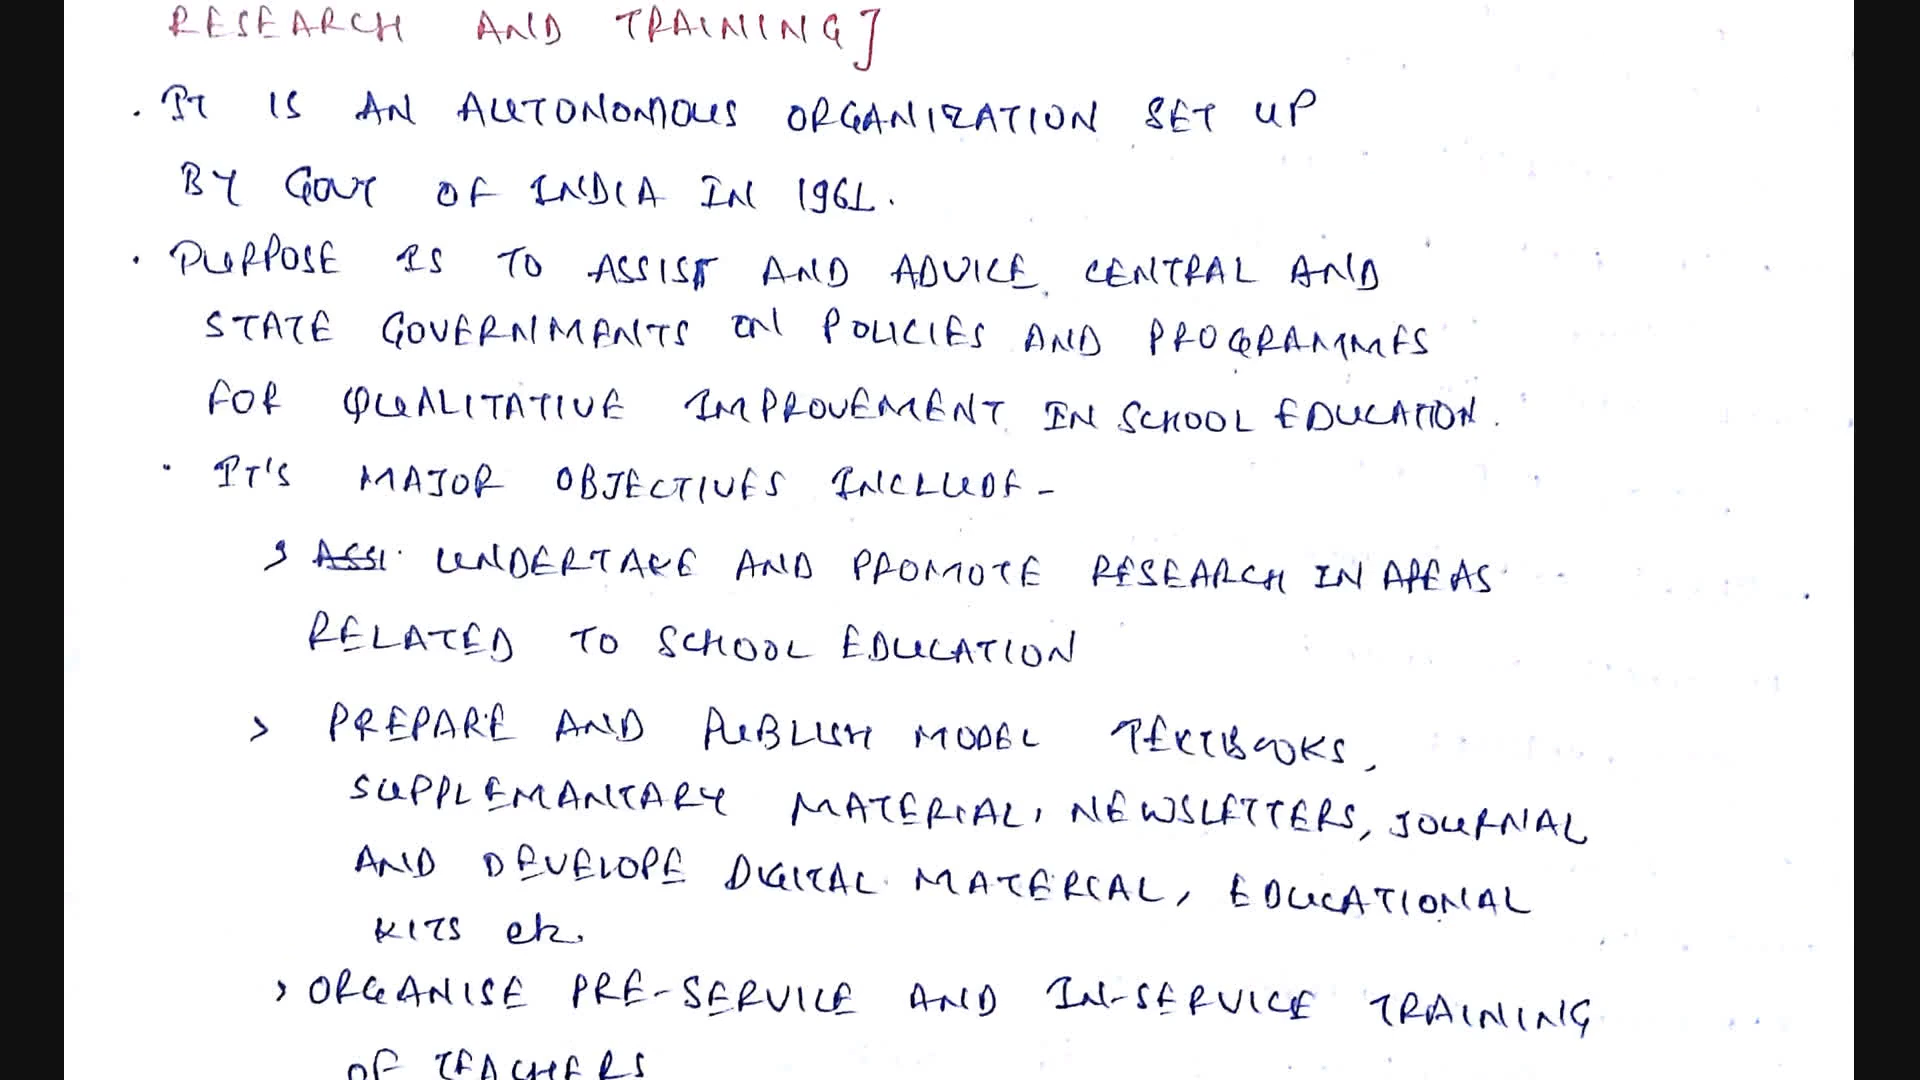 RESEARCH AND TRAINING]
. IT IS AN AUTONOMOUS ORGANIZATION SET UP
BY GOVT OF INDIA IN 1961.
. PURPOSE IS TO ASSIST AND ADVICE CENTRAL AND
STATE GOVERNMANTS ON POLICIES AND PROGRAMMES
FOR QUALITATIVE IMPROVEMENT IN SCHOOL EDUCATION.
. IT'S MAJOR OBJECTIVES INCLUDE -
> ASSI UNDERTAKE AND PROMOTE RESEARCH IN AREAS
RELATED TO SCHOOL EDUCATION
> PREPARE AND PUBLISH MODEL TEXTBOOKS,
SUPPLEMANTARY MATERIAL, NEWSLETTERS, JOURNAL
AND DEVELOPE DIGITAL MATERIAL, EDUCATIONAL
KITS etc.
> ORGANISE PRE-SERVICE AND IN-SERVICE TRAINING
OF TEACHERS